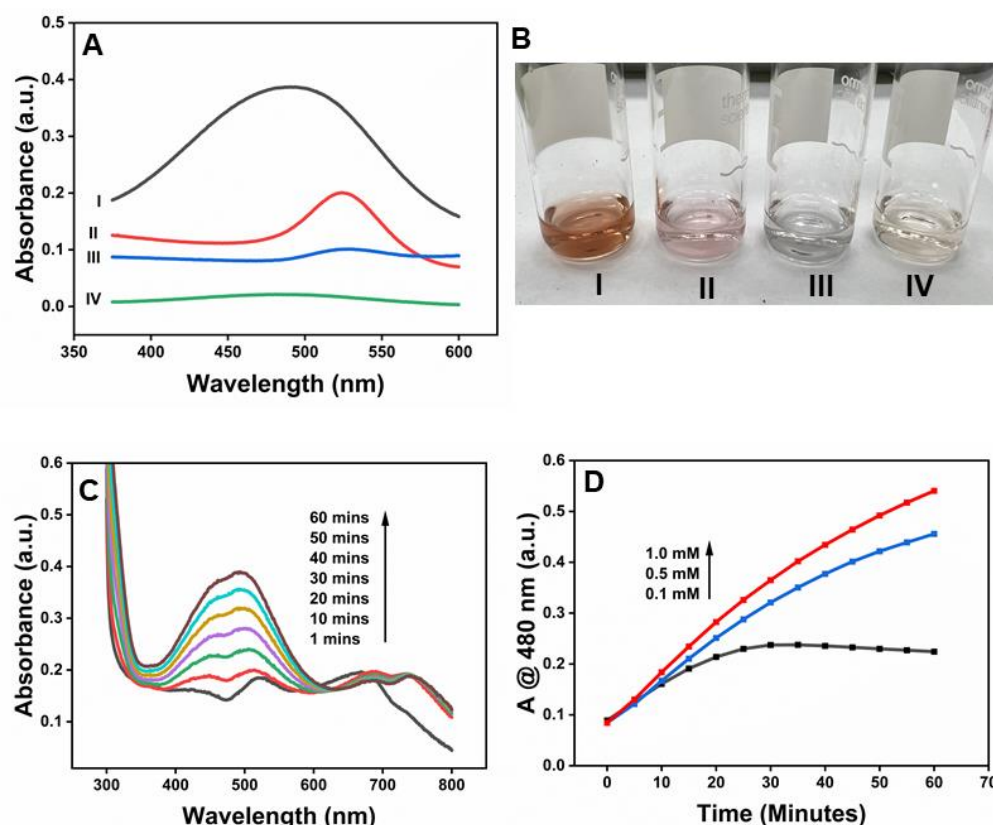 A
Absorbance (a.u.)
0.5
0.4
0.3
0.2
0.1
0.0
I
II
III
IV
350 400 450 500 550 600
Wavelength (nm)
B
I II III IV
C
Absorbance (a.u.)
0.6
0.5
0.4
0.3
0.2
0.1
60 mins
50 mins
40 mins
30 mins
20 mins
10 mins
1 mins
300 400 500 600 700 800
Wavelength (nm)
D
A @ 480 nm (a.u.)
0.6
0.5
0.4
0.3
0.2
0.1
0.0
1.0 mM
0.5 mM
0.1 mM
0 10 20 30 40 50 60 70
Time (Minutes)